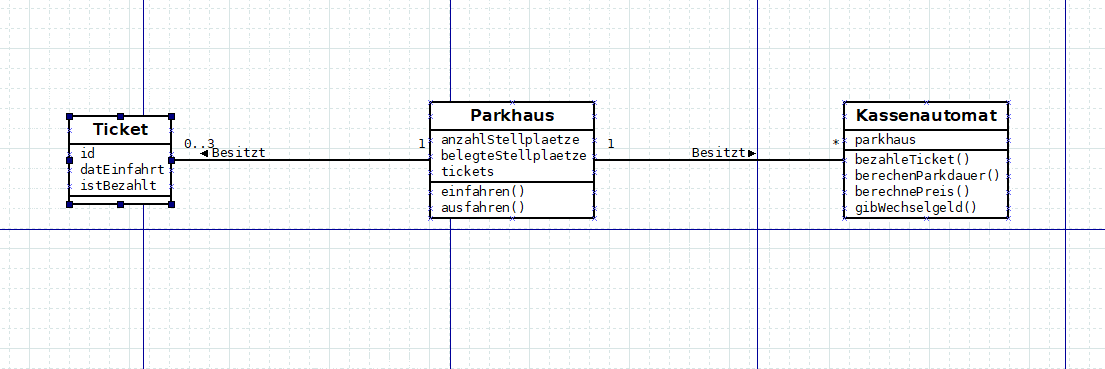 Ticket
id
datEinfahrt
istBezahlt
0..3
◀ Besitzt
1
Parkhaus
anzahlStellplaetze
belegteStellplaetze
tickets
einfahren()
ausfahren()
1
Besitzt ▶
*
Kassenautomat
parkhaus
bezahleTicket()
berechenParkdauer()
berechnePreis()
gibWechselgeld()